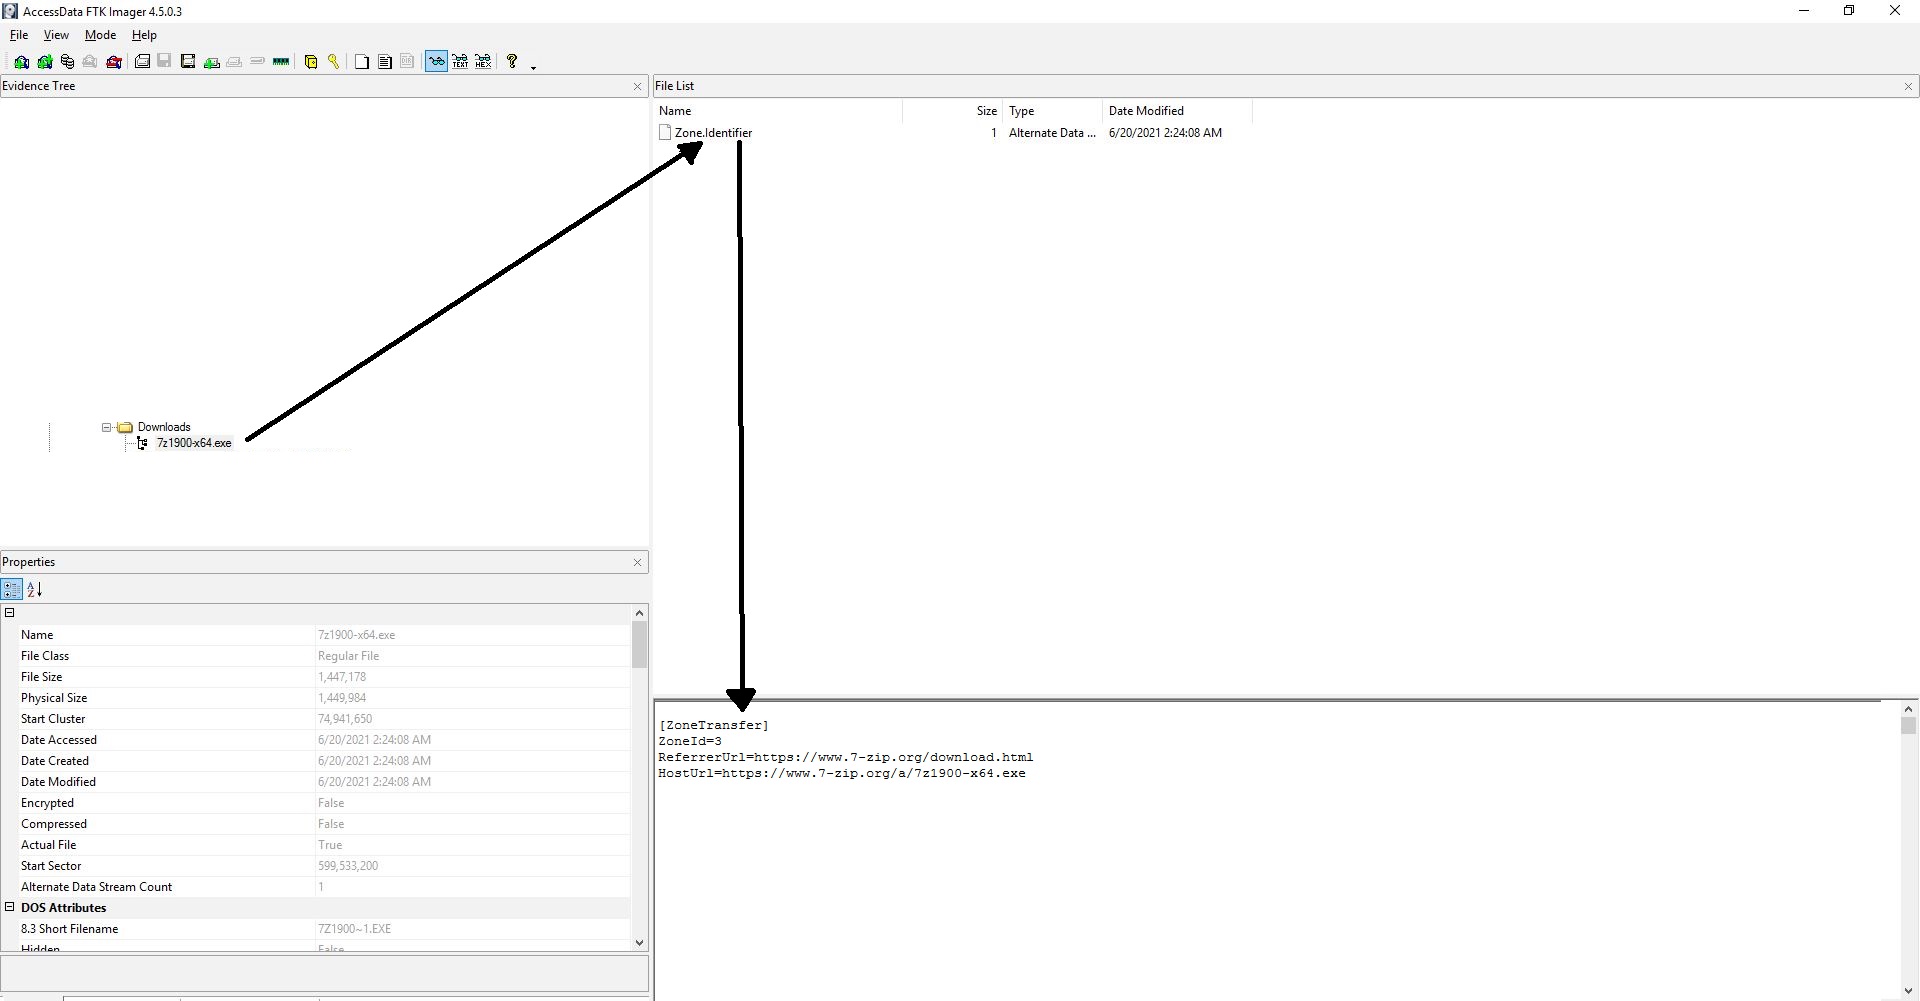 AccessData FTK Imager 4.5.0.3
File View Mode Help
TEXT HEX
Evidence Tree
Downloads
7z1900-x64.exe
File List
Name Size Type Date Modified
Zone.Identifier 1 Alternate Data ... 6/20/2021 2:24:08 AM
Properties
Name 7z1900-x64.exe
File Class Regular File
File Size 1,447,178
Physical Size 1,449,984
Start Cluster 74,941,650
Date Accessed 6/20/2021 2:24:08 AM
Date Created 6/20/2021 2:24:08 AM
Date Modified 6/20/2021 2:24:08 AM
Encrypted False
Compressed False
Actual File True
Start Sector 599,533,200
Alternate Data Stream Count 1
DOS Attributes
8.3 Short Filename 7Z1900~1.EXE
Hidden False
[ZoneTransfer]
ZoneId=3
ReferrerUrl=https://www.7-zip.org/download.html
HostUrl=https://www.7-zip.org/a/7z1900-x64.exe